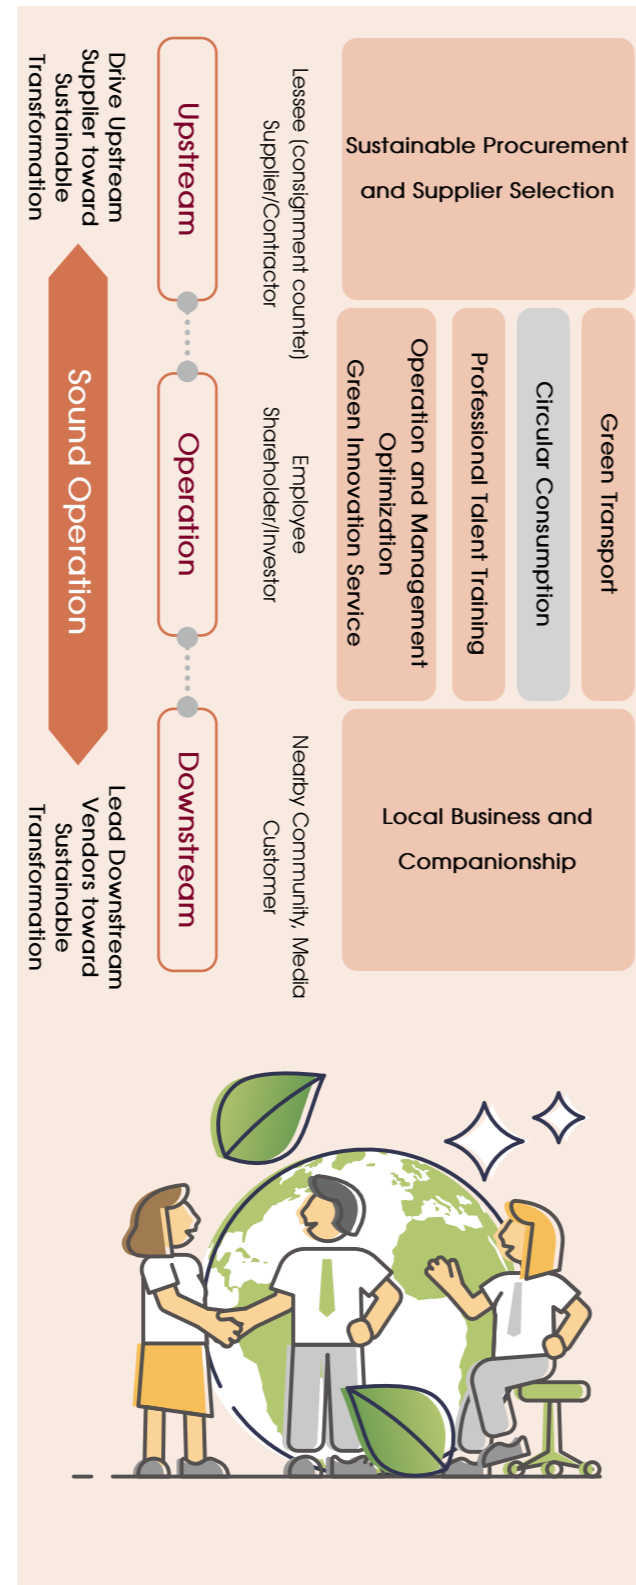 Drive Upstream
Supplier toward
Sustainable
Transformation
Upstream
Lessee (consignment counter)
Supplier/Contractor
Sustainable Procurement
and Supplier Selection
Sound Operation
Operation
Employee
Shareholder/Investor
Operation and Management
Optimization
Green Innovation Service
Professional Talent Training
Circular Consumption
Green Transport
Lead Downstream
Vendors toward
Sustainable
Transformation
Downstream
Nearby Community, Media
Customer
Local Business and
Companionship